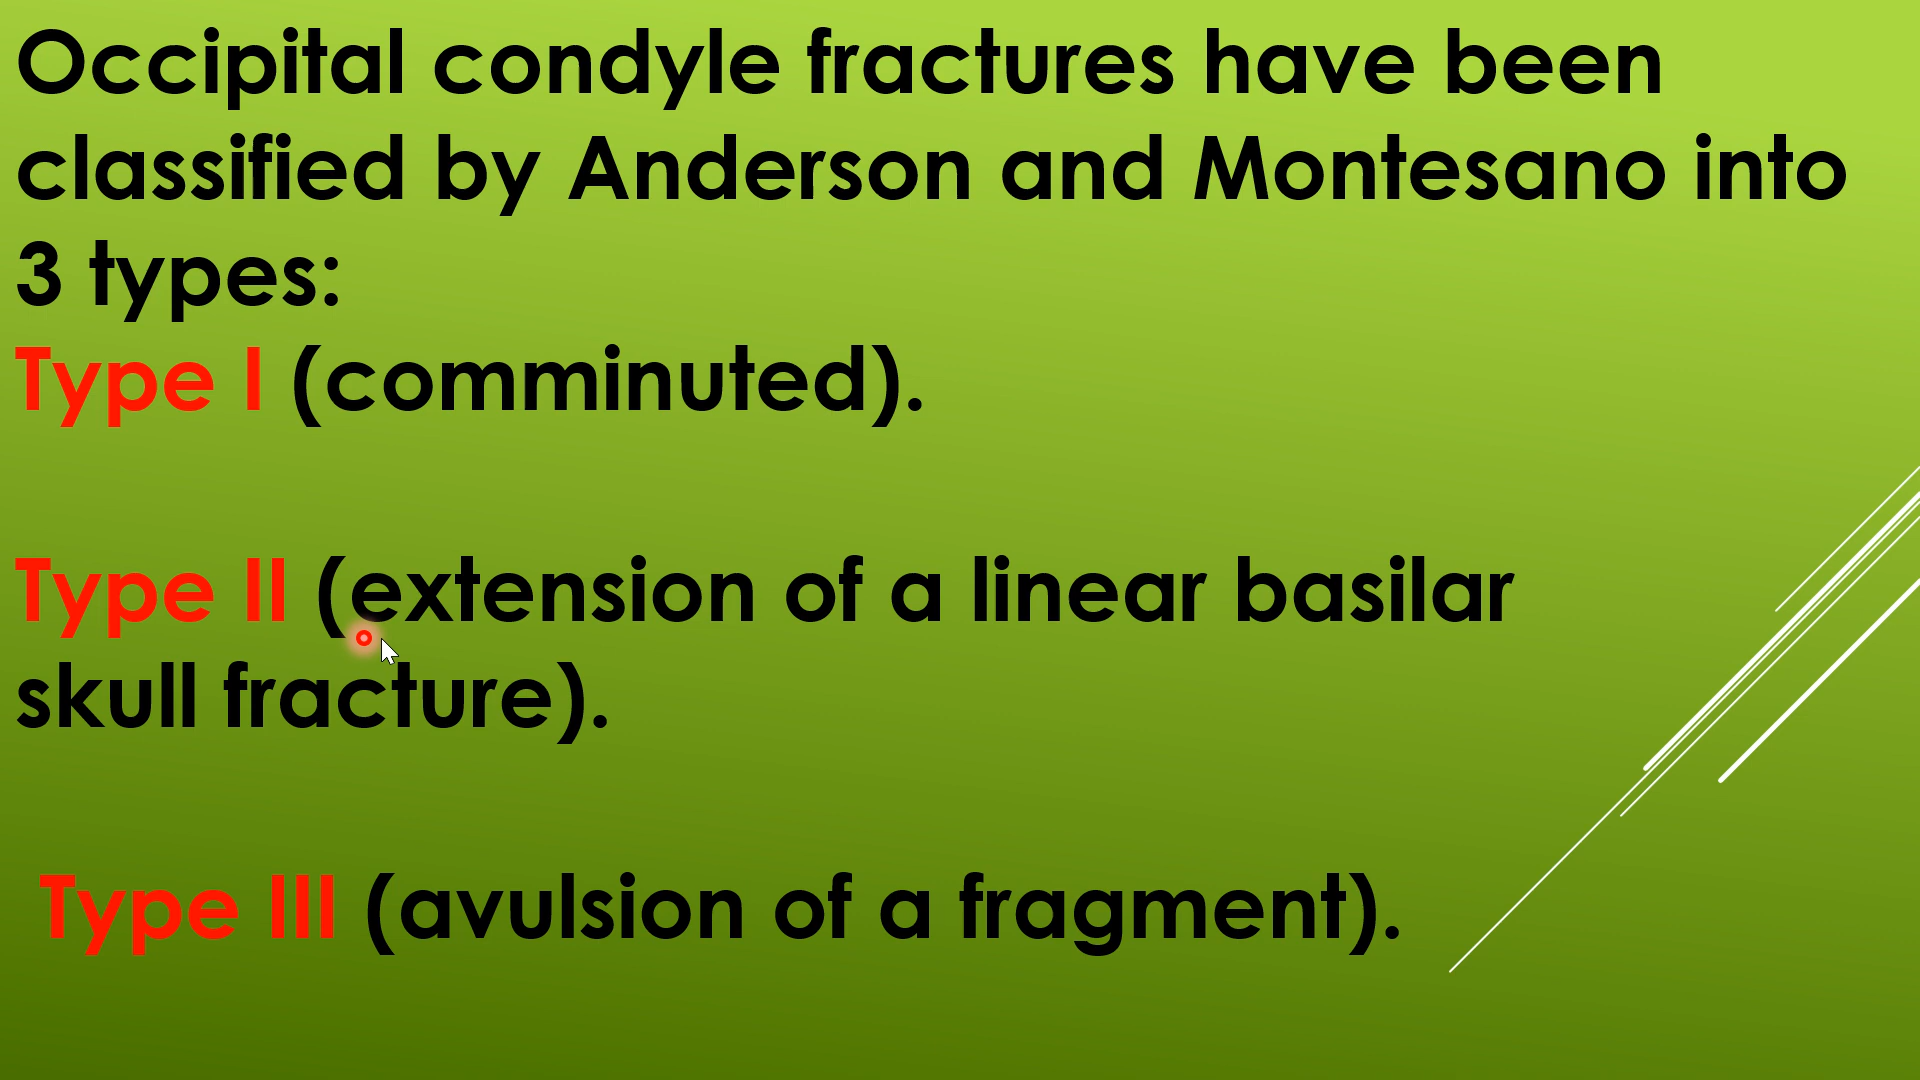 Occipital condyle fractures have been
classified by Anderson and Montesano into
3 types:
Type I (comminuted).
Type II (extension of a linear basilar
skull fracture).
Type III (avulsion of a fragment).